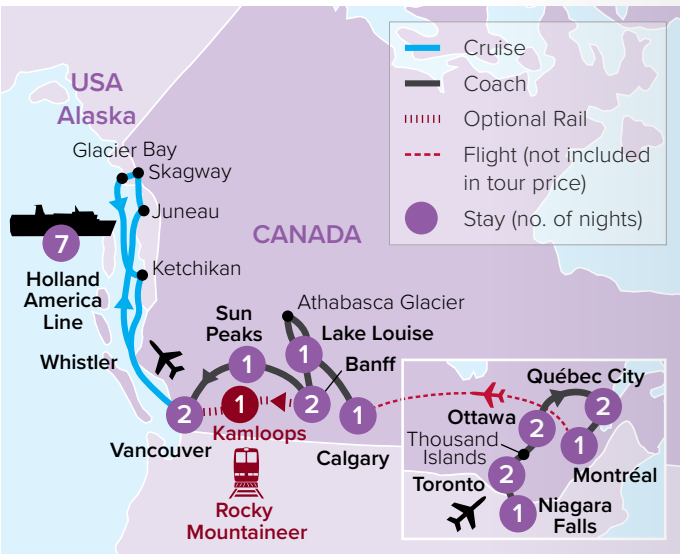 Cruise
Coach
Optional Rail
Flight (not included
in tour price)
Stay (no. of nights)
USA
Alaska
Glacier Bay
Skagway
Juneau
7
CANADA
Ketchikan
Holland
America
Line
Athabasca Glacier
Sun
Peaks
Lake Louise
1
1
Whistler
Banff
2
1
2
1
Kamloops
Vancouver
Calgary
Rocky
Mountaineer
Québec City
2
Ottawa
2
Thousand
Islands
1
Montréal
Toronto
2
1
Niagara
Falls